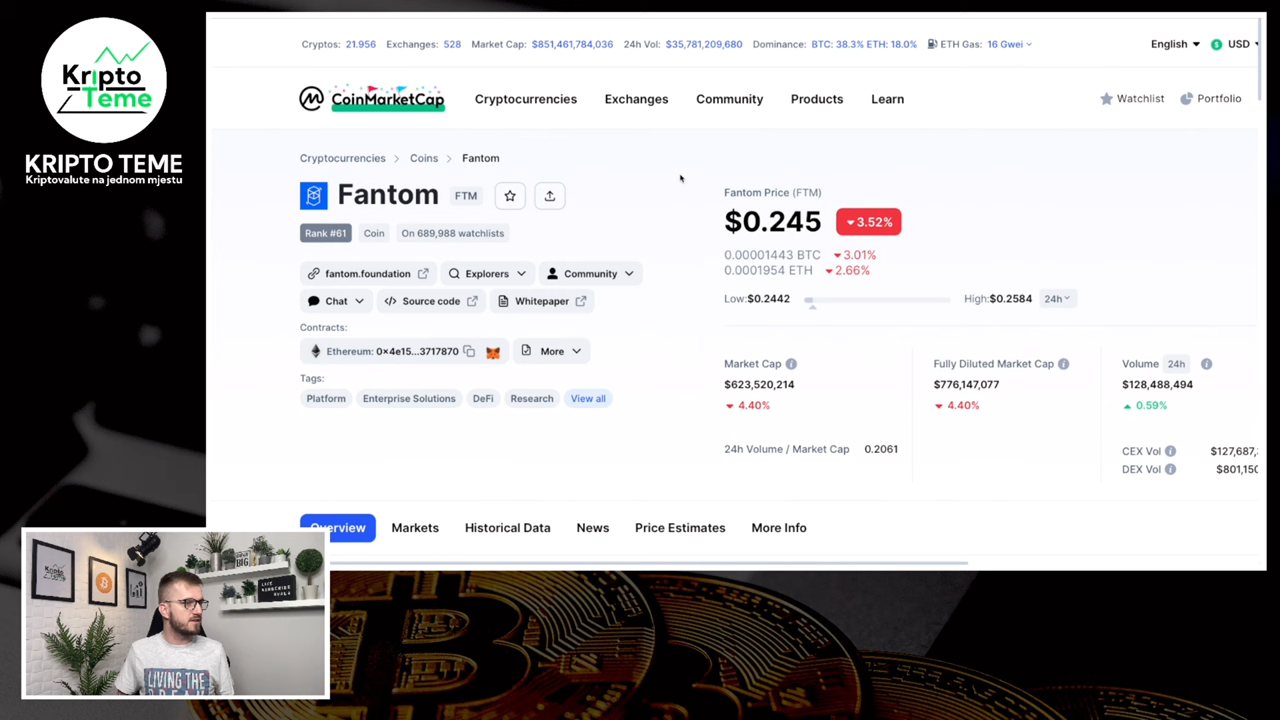 Kripto
Teme
KRIPTO TEME
Kriptovalute na jednom mjestu
Cryptos: 21.956 Exchanges: 528 Market Cap: $851,461,784,036 24h Vol: $35,781,209,680 Dominance: BTC: 38.3% ETH: 18.0% ETH Gas: 16 Gwei
English USD
CoinMarketCap Cryptocurrencies Exchanges Community Products Learn Watchlist Portfolio
Cryptocurrencies > Coins > Fantom
Fantom FTM
Rank #61 Coin On 689,988 watchlists
fantom.foundation Explorers Community
Chat Source code Whitepaper
Contracts:
Ethereum: 0x4e15...3717870 More
Tags:
Platform Enterprise Solutions DeFi Research View all
Fantom Price (FTM)
$0.245 3.52%
0.00001443 BTC 3.01%
0.0001954 ETH 2.66%
Low:$0.2442 High:$0.2584 24h
Market Cap Fully Diluted Market Cap Volume 24h
$623,520,214 $776,147,077 $128,488,494
4.40% 4.40% 0.59%
24h Volume / Market Cap 0.2061
CEX Vol $127,687,
DEX Vol $801,150
Overview Markets Historical Data News Price Estimates More Info
BIG
LIKE
SUBSCRIBE
LIVING THE